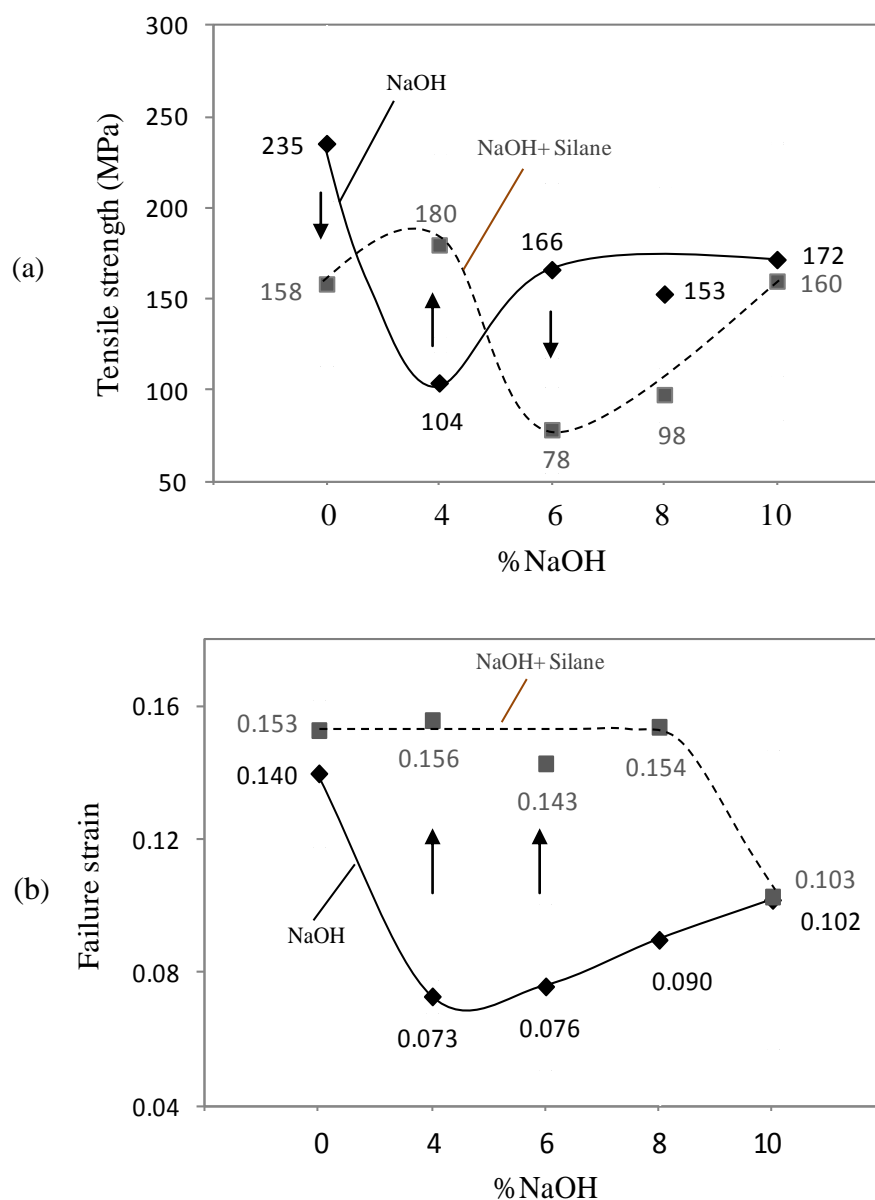 300
NaOH
250
235
NaOH+ Silane
Tensile strength (MPa)
200
180
(a)
166
172
158
153
160
150
100
104
98
78
50
0 4 6 8 10
%NaOH
NaOH+ Silane
0.16
0.153
0.156
0.154
0.140
0.143
0.12
Failure strain
(b)
0.103
NaOH
0.102
0.08
0.090
0.073
0.076
0.04
0 4 6 8 10
%NaOH